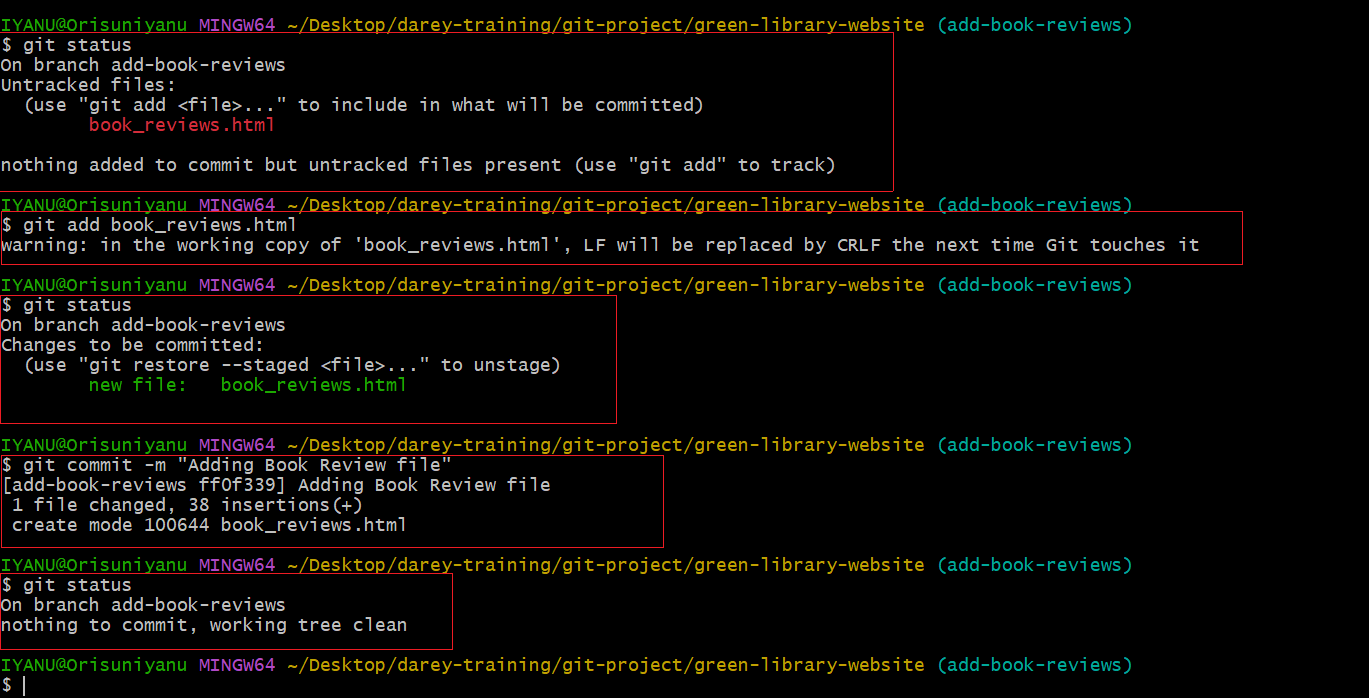 IYANU@Orisuniyanu MINGW64 ~/Desktop/darey-training/git-project/green-library-website (add-book-reviews)
$ git status
On branch add-book-reviews
Untracked files:
  (use "git add <file>..." to include in what will be committed)
        book_reviews.html

nothing added to commit but untracked files present (use "git add" to track)

IYANU@Orisuniyanu MINGW64 ~/Desktop/darey-training/git-project/green-library-website (add-book-reviews)
$ git add book_reviews.html
warning: in the working copy of 'book_reviews.html', LF will be replaced by CRLF the next time Git touches it

IYANU@Orisuniyanu MINGW64 ~/Desktop/darey-training/git-project/green-library-website (add-book-reviews)
$ git status
On branch add-book-reviews
Changes to be committed:
  (use "git restore --staged <file>..." to unstage)
        new file:   book_reviews.html

IYANU@Orisuniyanu MINGW64 ~/Desktop/darey-training/git-project/green-library-website (add-book-reviews)
$ git commit -m "Adding Book Review file"
[add-book-reviews ff0f339] Adding Book Review file
 1 file changed, 38 insertions(+)
 create mode 100644 book_reviews.html

IYANU@Orisuniyanu MINGW64 ~/Desktop/darey-training/git-project/green-library-website (add-book-reviews)
$ git status
On branch add-book-reviews
nothing to commit, working tree clean

IYANU@Orisuniyanu MINGW64 ~/Desktop/darey-training/git-project/green-library-website (add-book-reviews)
$